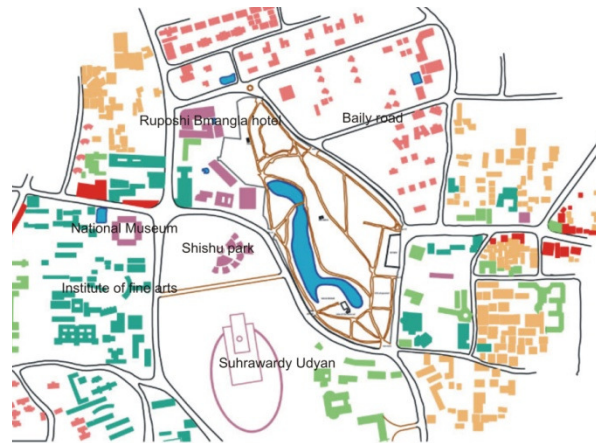 Ruposhi Bmangla hotel
Baily road
National Museum
Shishu park
Institute of fine arts
Suhrawardy Udyan